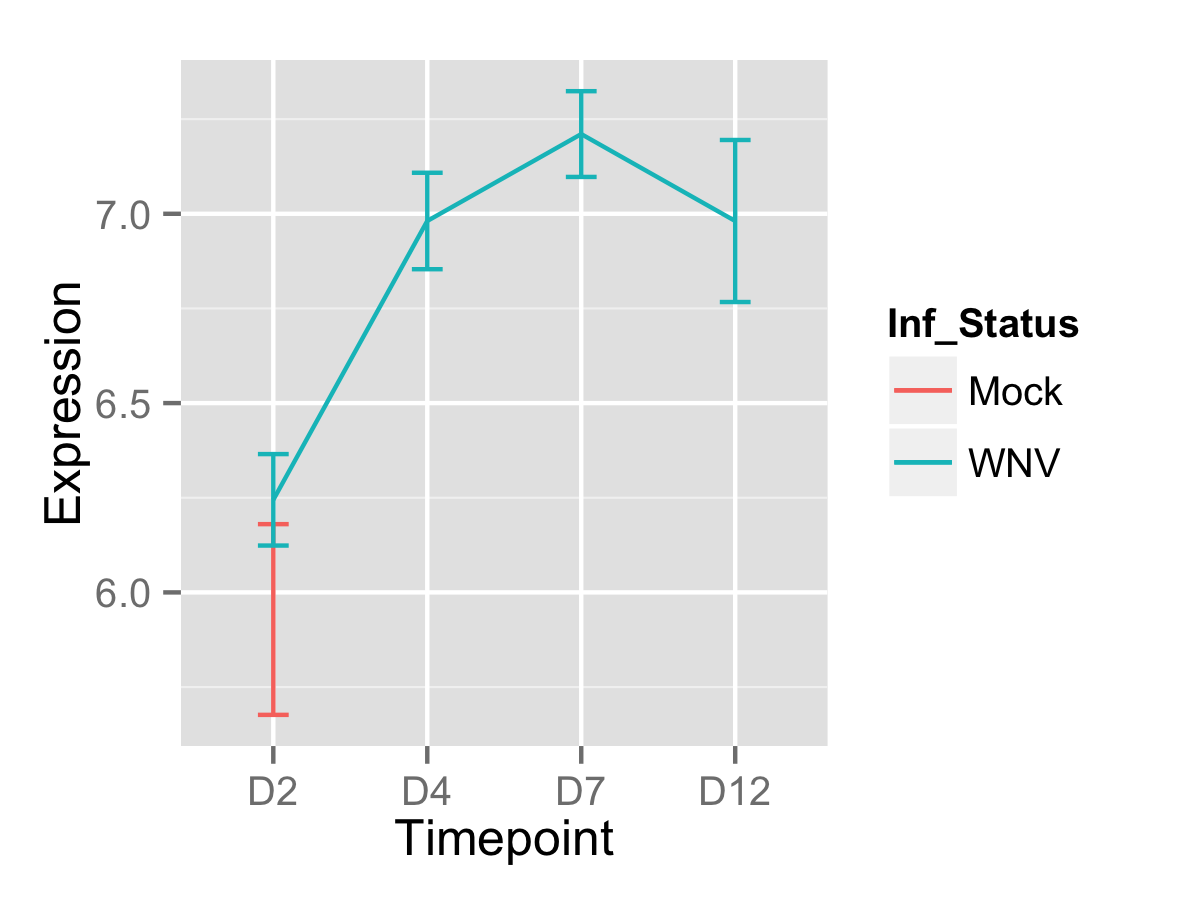 Expression
7.0
6.5
6.0
D2 D4 D7 D12
Timepoint
Inf_Status
Mock
WNV